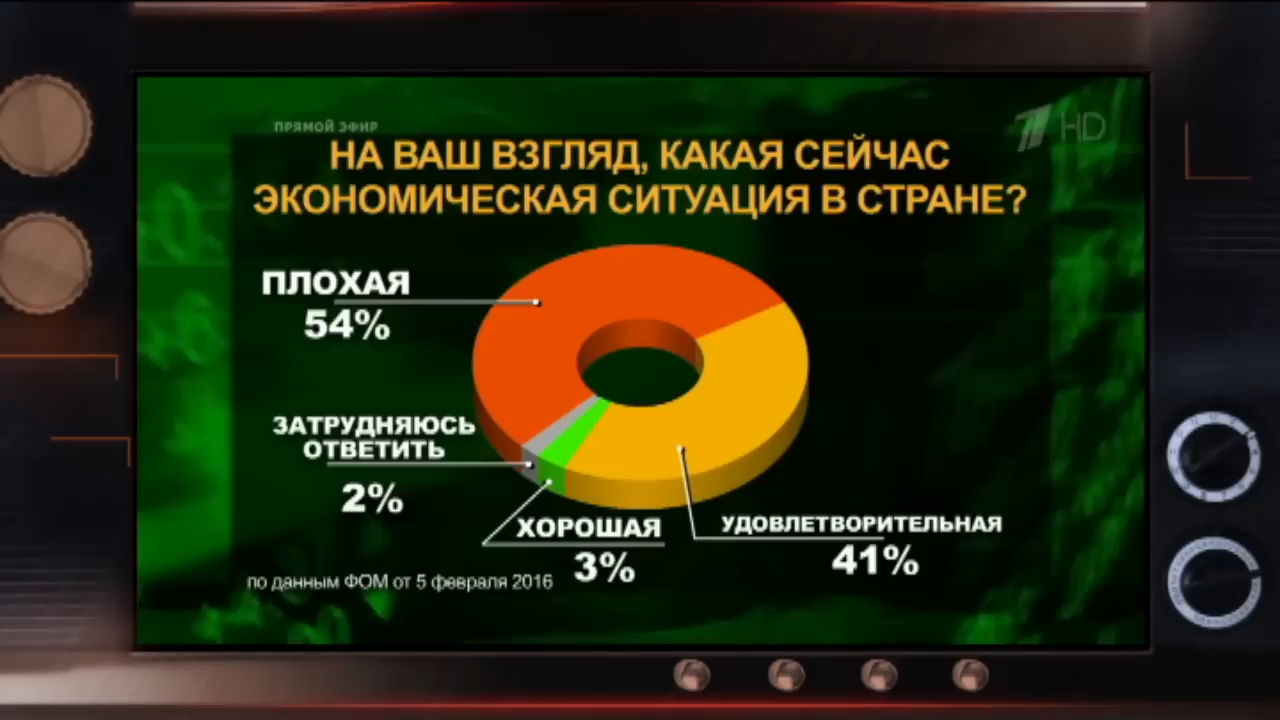 ПРЯМОЙ ЭФИР
HD
НА ВАШ ВЗГЛЯД, КАКАЯ СЕЙЧАС
ЭКОНОМИЧЕСКАЯ СИТУАЦИЯ В СТРАНЕ?
ПЛОХАЯ
54%
ЗАТРУДНЯЮСЬ
ОТВЕТИТЬ
2%
ХОРОШАЯ
3%
УДОВЛЕТВОРИТЕЛЬНАЯ
41%
по данным ФОМ от 5 февраля 2016